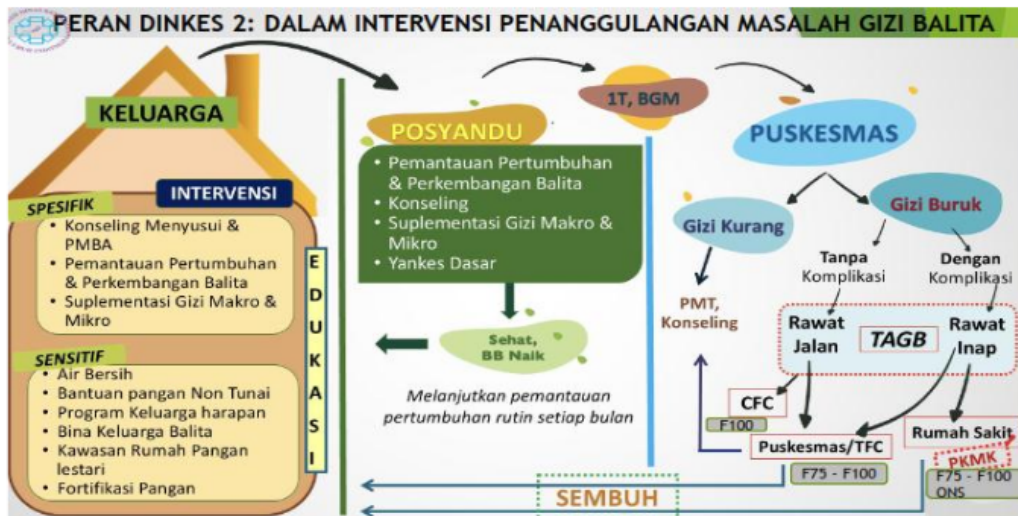 PERAN DINKES 2: DALAM INTERVENSI PENANGGULANGAN MASALAH GIZI BALITA
KELUARGA
INTERVENSI
SPESIFIK
• Konseling Menyusui &
PMBA
• Pemantauan Pertumbuhan
& Perkembangan Balita
• Suplementasi Gizi Makro &
Mikro
SENSITIF
• Air Bersih
• Bantuan pangan Non Tunai
• Program Keluarga harapan
• Bina Keluarga Balita
• Kawasan Rumah Pangan
lestari
• Fortifikasi Pangan
E
D
U
K
A
S
I
POSYANDU
• Pemantauan Pertumbuhan
& Perkembangan Balita
• Konseling
• Suplementasi Gizi Makro &
Mikro
• Yankes Dasar
Sehat,
BB Naik
Melanjutkan pemantauan
pertumbuhan rutin setiap bulan
1T, BGM
PUSKESMAS
Gizi Kurang
PMT,
Konseling
Gizi Buruk
Tanpa
Komplikasi
Dengan
Komplikasi
Rawat
Jalan
TAGB
Rawat
Inap
CFC
F100
Puskesmas/TFC
F75 - F100
Rumah Sakit
PKMK
F75 - F100
ONS
SEMBUH